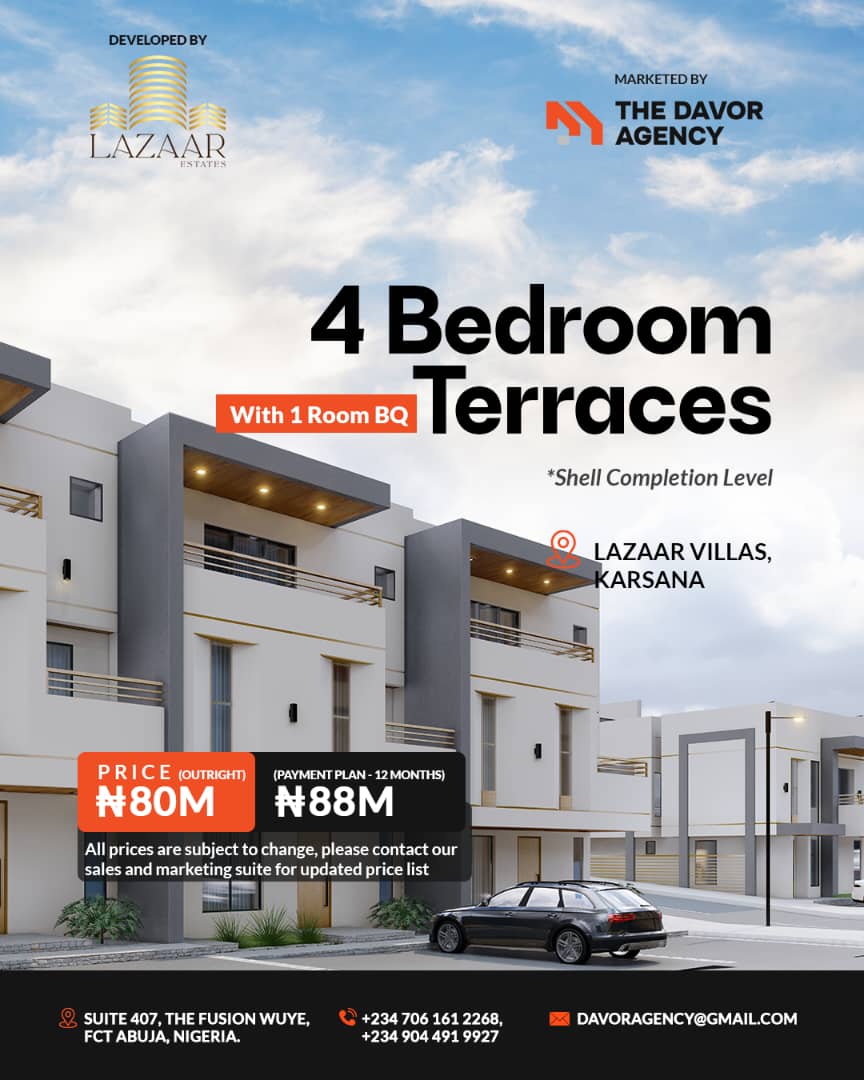 DEVELOPED BY
LAZAAR
ESTATES
MARKETED BY
THE DAVOR
AGENCY
4 Bedroom
With 1 Room BQ
Terraces
*Shell Completion Level
LAZAAR VILLAS,
KARSANA
PRICE (OUTRIGHT)
₦80M
(PAYMENT PLAN - 12 MONTHS)
₦88M
All prices are subject to change, please contact our
sales and marketing suite for updated price list
SUITE 407, THE FUSION WUYE,
FCT ABUJA, NIGERIA.
+234 706 161 2268,
+234 904 491 9927
DAVORAGENCY@GMAIL.COM